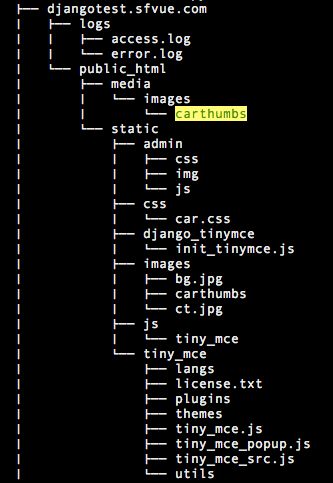 ├── djangotest.sfvue.com
│   ├── logs
│   │   ├── access.log
│   │   └── error.log
│   └── public_html
│       ├── media
│       │   └── images
│       │       └── carthumbs
│       └── static
│           ├── admin
│           │   ├── css
│           │   ├── img
│           │   └── js
│           ├── css
│           │   └── car.css
│           ├── django_tinymce
│           │   └── init_tinymce.js
│           ├── images
│           │   ├── bg.jpg
│           │   ├── carthumbs
│           │   └── ct.jpg
│           ├── js
│           │   └── tiny_mce
│           └── tiny_mce
│               ├── langs
│               ├── license.txt
│               ├── plugins
│               ├── themes
│               ├── tiny_mce.js
│               ├── tiny_mce_popup.js
│               ├── tiny_mce_src.js
│               └── utils